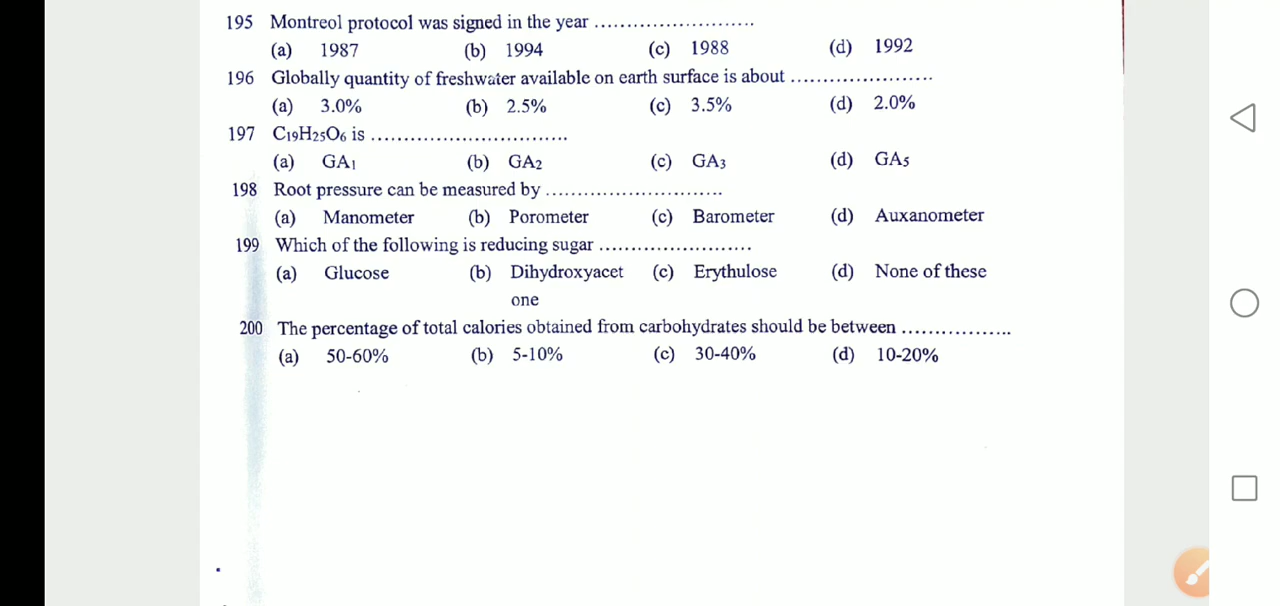 195 Montreol protocol was signed in the year ........................
(a) 1987 (b) 1994 (c) 1988 (d) 1992
196 Globally quantity of freshwater available on earth surface is about .....................
(a) 3.0% (b) 2.5% (c) 3.5% (d) 2.0%
197 C19H25O6 is .............................
(a) GA1 (b) GA2 (c) GA3 (d) GA5
198 Root pressure can be measured by ..........................
(a) Manometer (b) Porometer (c) Barometer (d) Auxanometer
199 Which of the following is reducing sugar .......................
(a) Glucose (b) Dihydroxyacet (c) Erythulose (d) None of these
one
200 The percentage of total calories obtained from carbohydrates should be between ................
(a) 50-60% (b) 5-10% (c) 30-40% (d) 10-20%